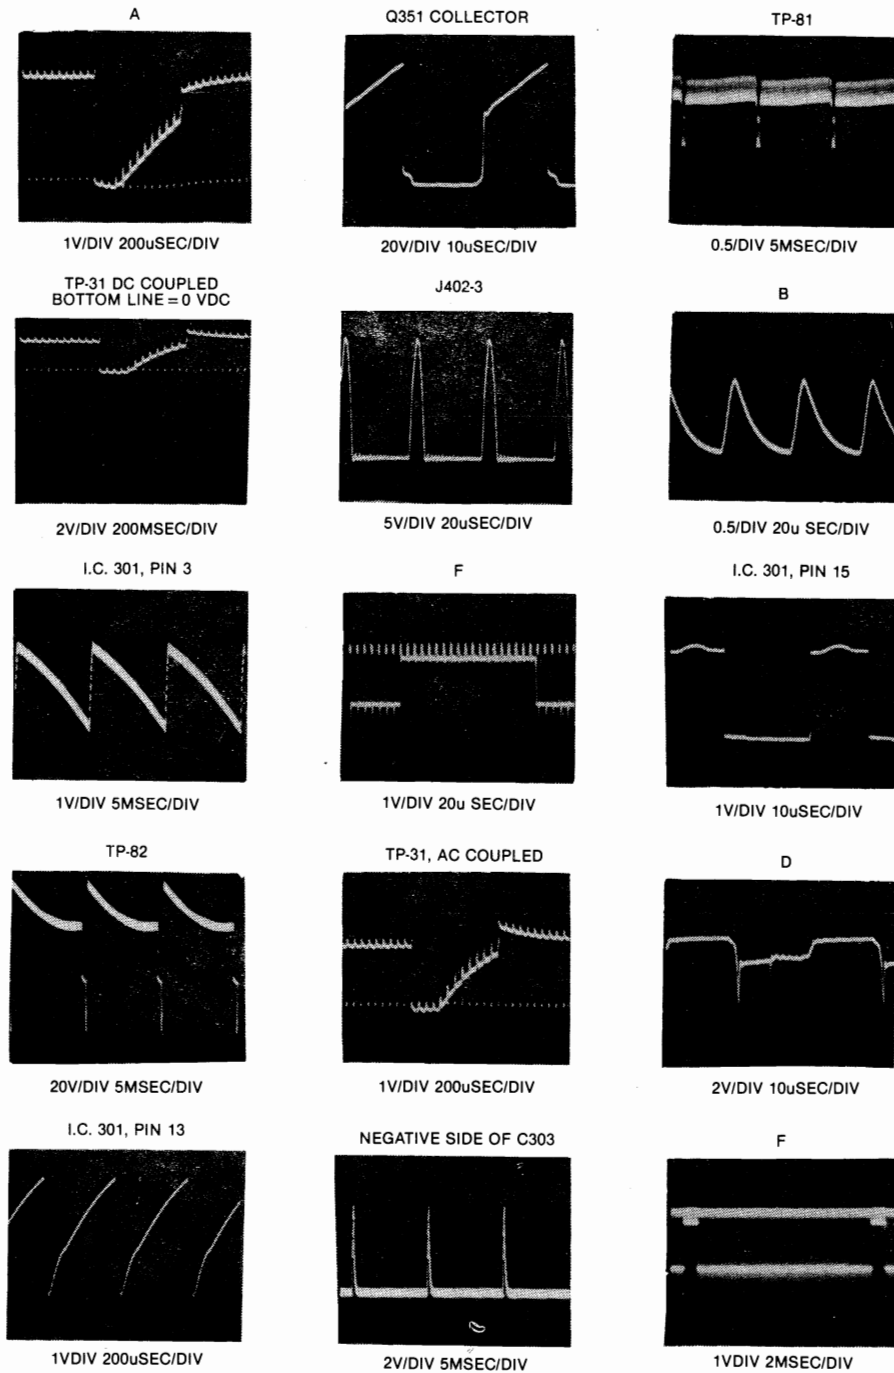 A
Q351 COLLECTOR
TP-81
1V/DIV 200uSEC/DIV
20V/DIV 10uSEC/DIV
0.5/DIV 5MSEC/DIV
TP-31 DC COUPLED
BOTTOM LINE = 0 VDC
J402-3
B
2V/DIV 200MSEC/DIV
5V/DIV 20uSEC/DIV
0.5/DIV 20u SEC/DIV
I.C. 301, PIN 3
F
I.C. 301, PIN 15
1V/DIV 5MSEC/DIV
1V/DIV 20u SEC/DIV
1V/DIV 10uSEC/DIV
TP-82
TP-31, AC COUPLED
D
20V/DIV 5MSEC/DIV
1V/DIV 200uSEC/DIV
2V/DIV 10uSEC/DIV
I.C. 301, PIN 13
NEGATIVE SIDE OF C303
F
1VDIV 200uSEC/DIV
2V/DIV 5MSEC/DIV
1VDIV 2MSEC/DIV